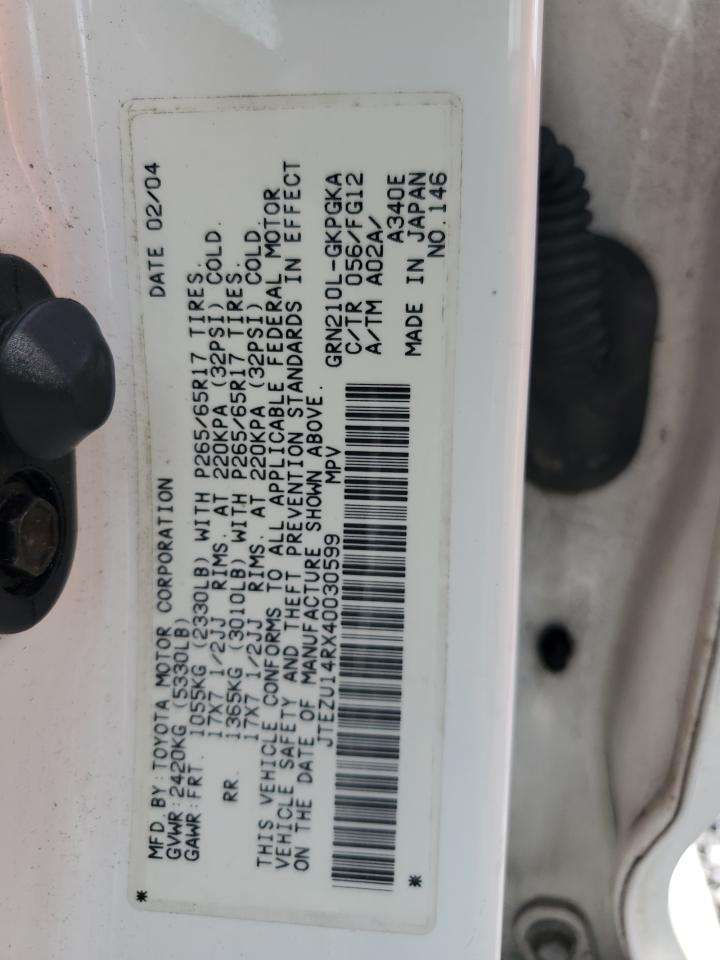 MFD. BY: TOYOTA MOTOR CORPORATION DATE 02/04
GVWR: 2420KG (5330LB)
GAWR: FRT. 1055KG (2330LB) WITH P265/65R17 TIRES.
17X7 1/2JJ RIMS. AT 220KPA (32PSI) COLD.
RR. 1365KG (3010LB) WITH P265/65R17 TIRES.
17X7 1/2JJ RIMS. AT 220KPA (32PSI) COLD.
THIS VEHICLE CONFORMS TO ALL APPLICABLE FEDERAL MOTOR
VEHICLE SAFETY AND THEFT PREVENTION STANDARDS IN EFFECT
ON THE DATE OF MANUFACTURE SHOWN ABOVE.
JTEZU14RX40030599 MPV
GRN210L-GKPGKA
C/TR 056/FG12
A/TM A02A/
A340E
MADE IN JAPAN
NO.146
* *